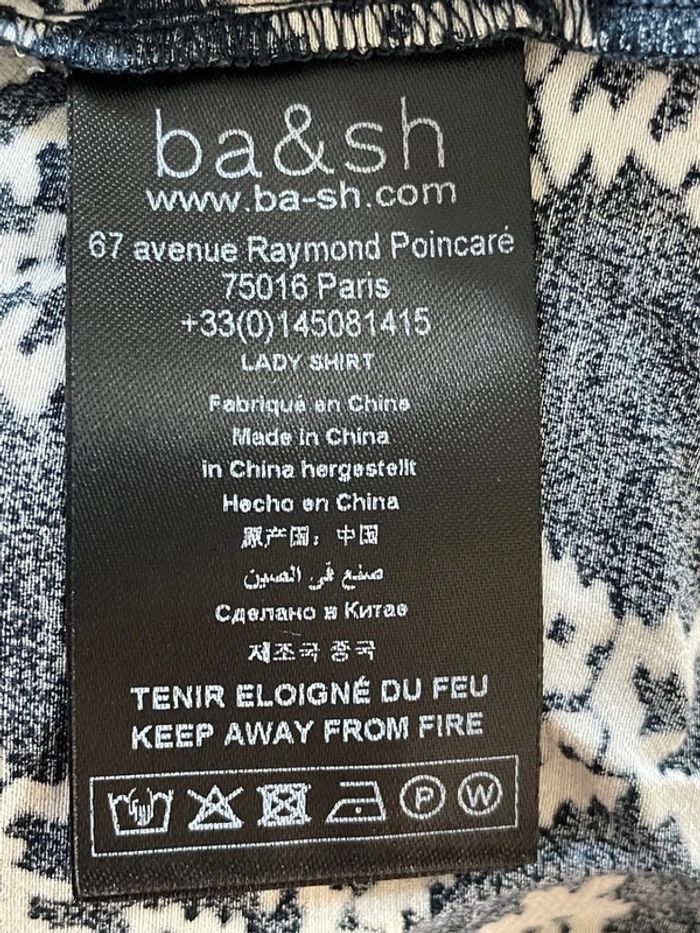 ba&sh
www.ba-sh.com
67 avenue Raymond Poincaré
75016 Paris
+33(0)145081415
LADY SHIRT
Fabriqué en Chine
Made in China
in China hergestellt
Hecho en China
原产国：中国
صنع في الصين
Сделано в Китае
제조국 중국
TENIR ELOIGNÉ DU FEU
KEEP AWAY FROM FIRE
P W